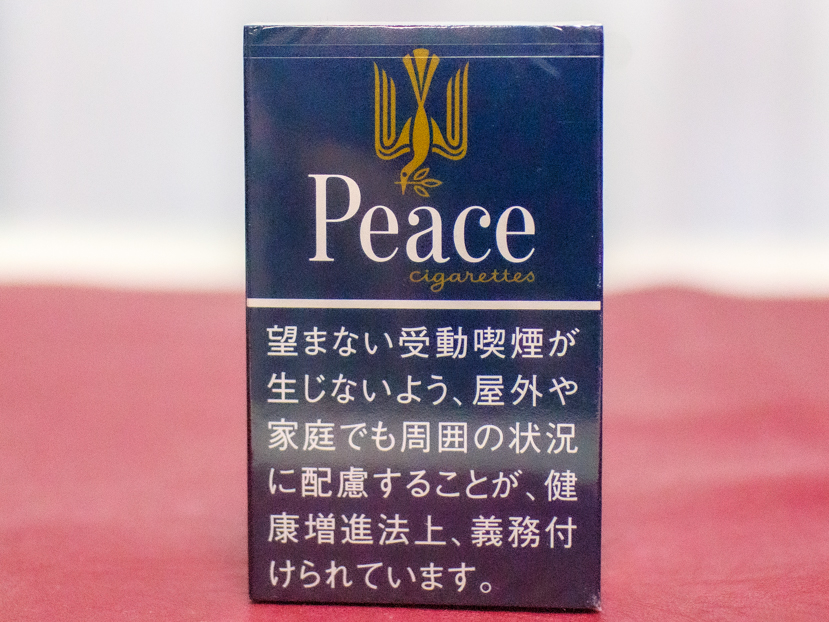 Peace
cigarettes
望まない受動喫煙が
生じないよう、屋外や
家庭でも周囲の状況
に配慮することが、健
康増進法上、義務付
けられています。